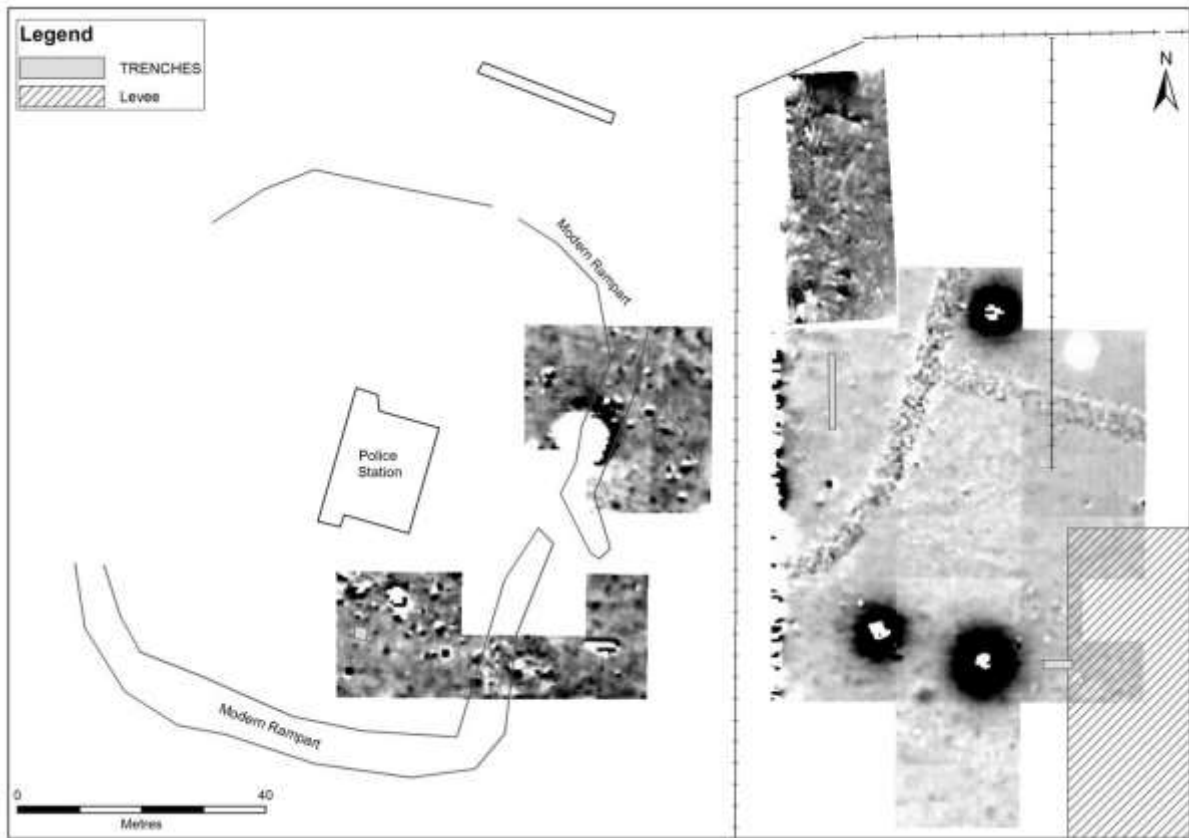 Legend
TRENCHES
Levee
N
Modern Rampart
Police
Station
Modern Rampart
0 40
Metres